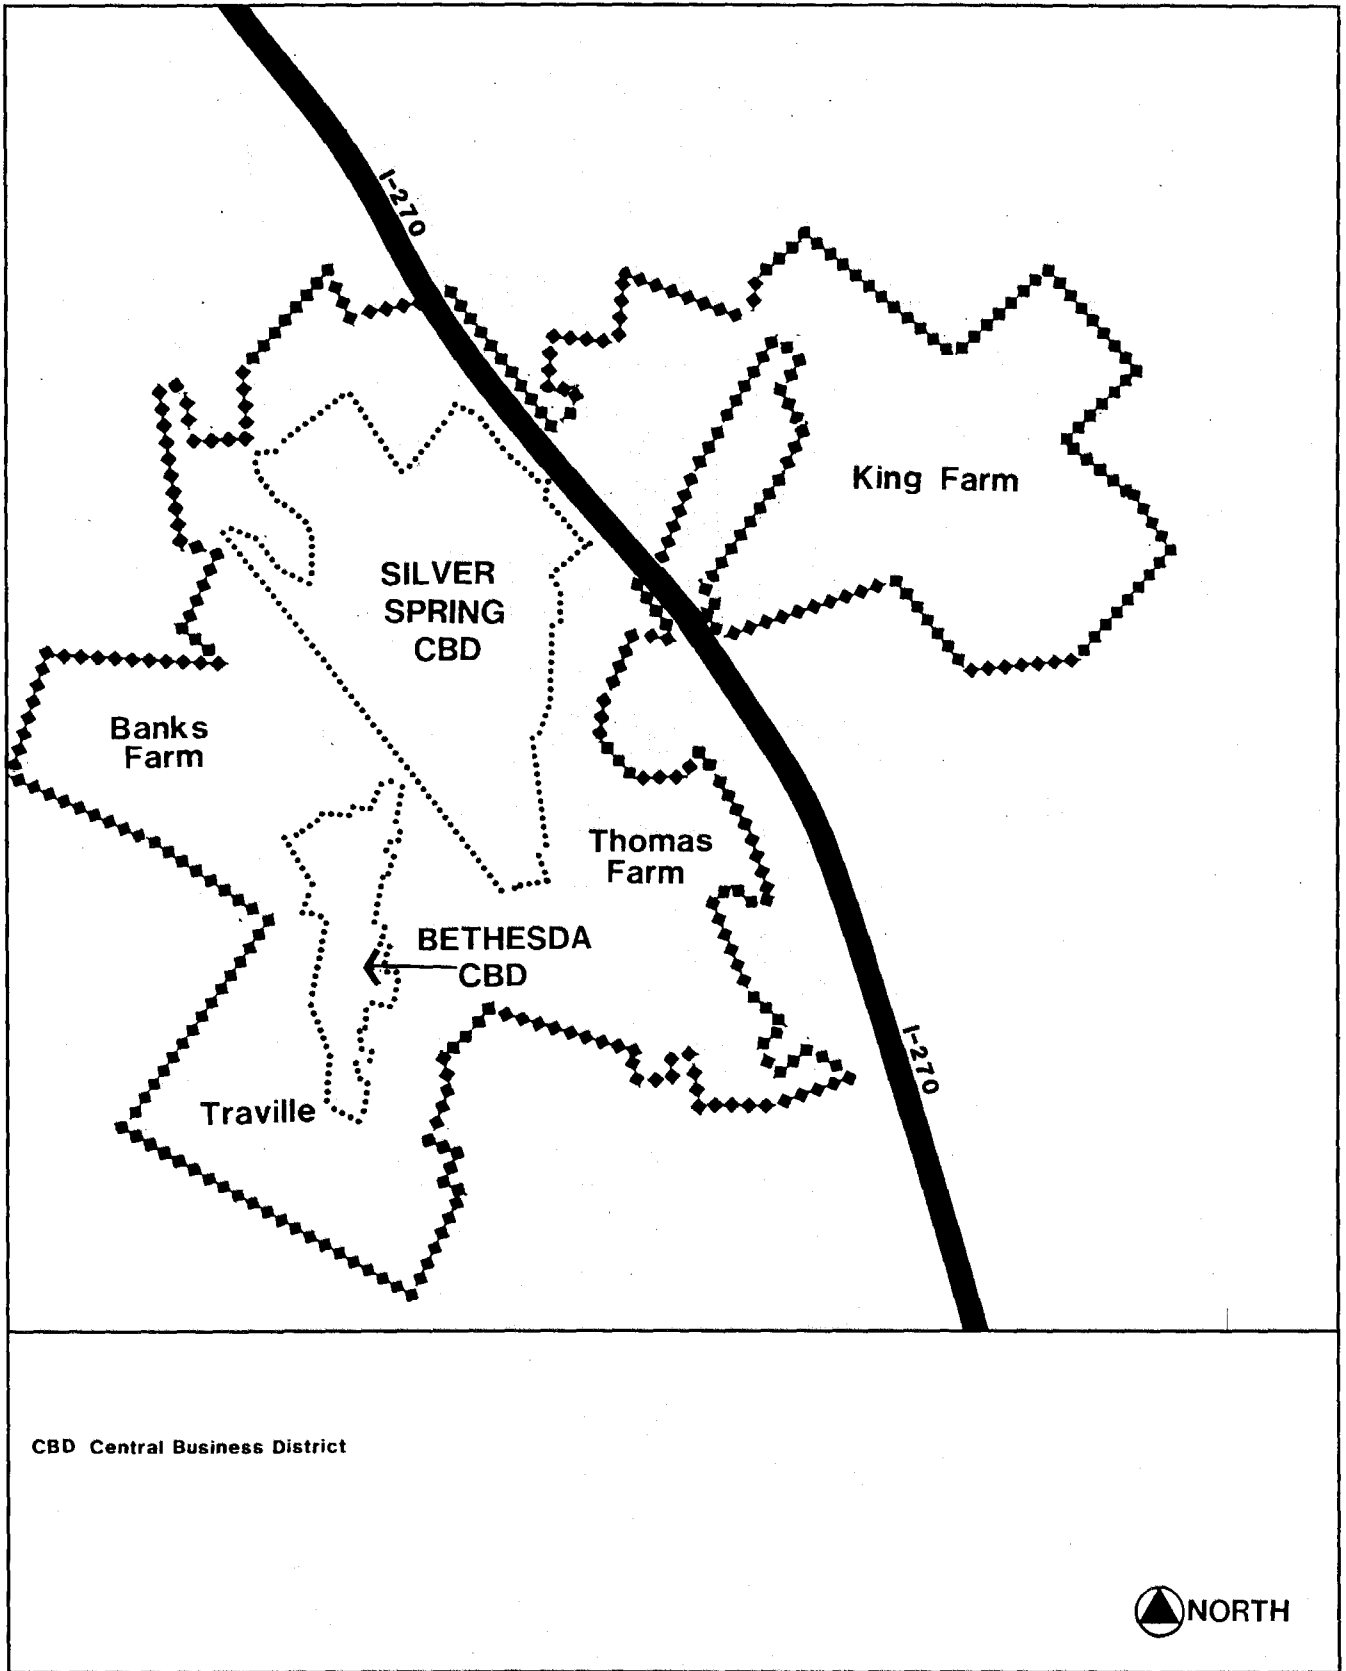 I-270
King Farm
SILVER
SPRING
CBD
Banks
Farm
Thomas
Farm
BETHESDA
CBD
I-270
Traville
CBD Central Business District
NORTH